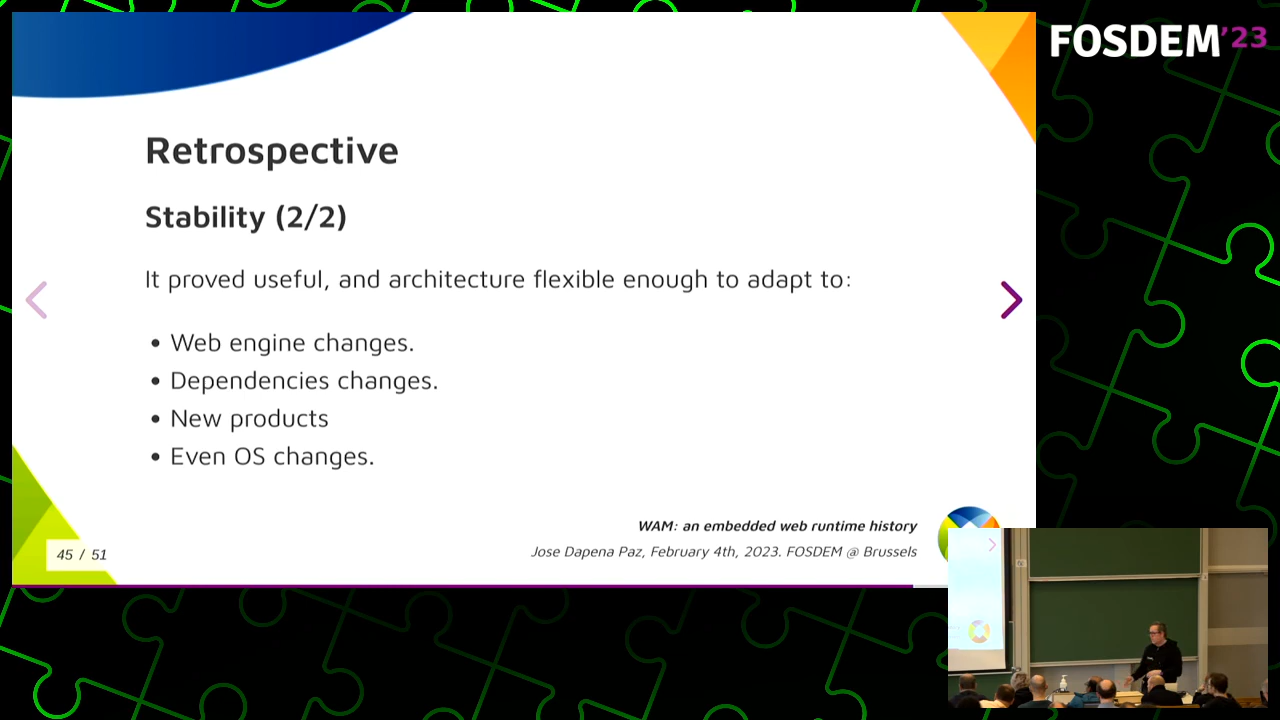 FOSDEM'23
Retrospective
Stability (2/2)
It proved useful, and architecture flexible enough to adapt to:
• Web engine changes.
• Dependencies changes.
• New products
• Even OS changes.
WAM: an embedded web runtime history
Jose Dapena Paz, February 4th, 2023. FOSDEM @ Brussels
45 / 51